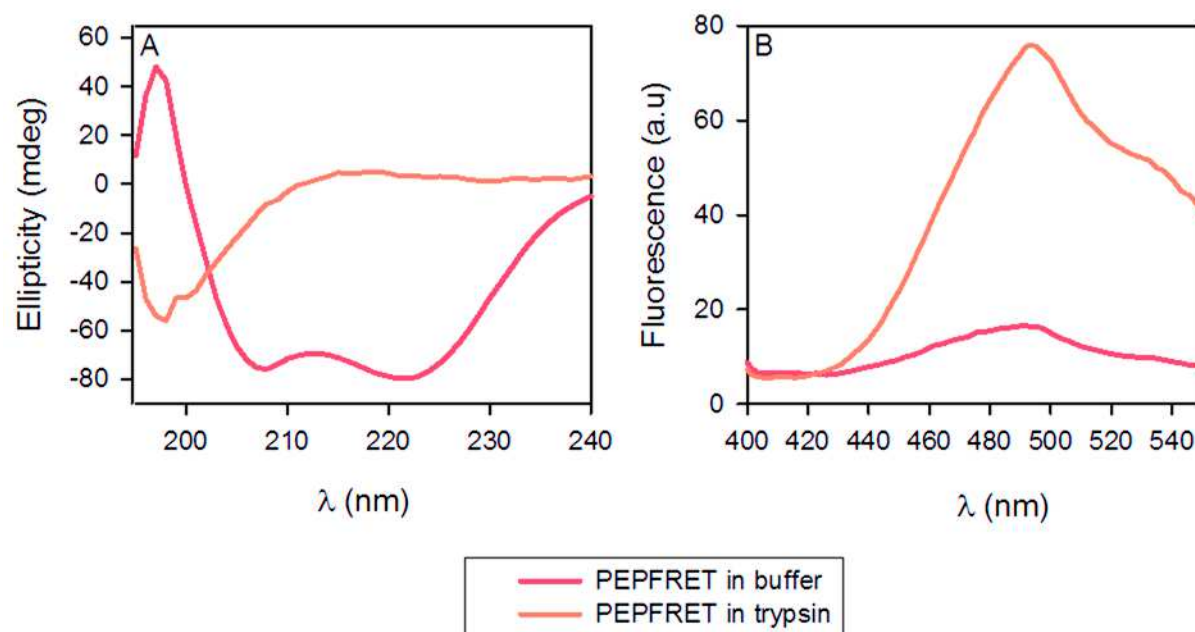 A
Ellipticity (mdeg)
60
40
20
0
-20
-40
-60
-80
200 210 220 230 240
λ (nm)
B
Fluorescence (a.u)
80
60
40
20
0
400 420 440 460 480 500 520 540
λ (nm)
PEPFRET in buffer
PEPFRET in trypsin